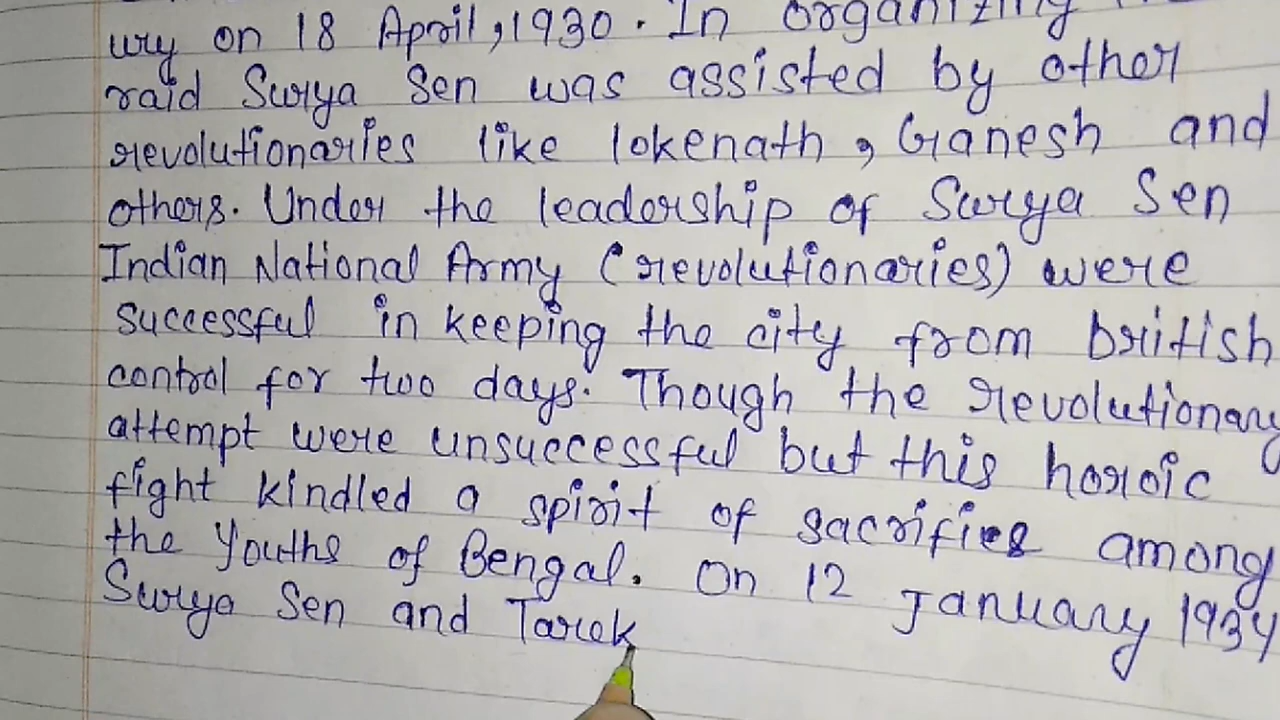 ury on 18 April, 1930. In organizing
raid Surya Sen was assisted by other
revolutionaries like lokenath, Ganesh and
others. Under the leadership of Surya Sen
Indian National Army (revolutionaries) were
successful in keeping the city from british
control for two days. Though the revolutionary
attempt were unsuccessful but this heroic
fight kindled a spirit of sacrifies among
the Youths of Bengal. On 12 January 1934
Surya Sen and Tarak